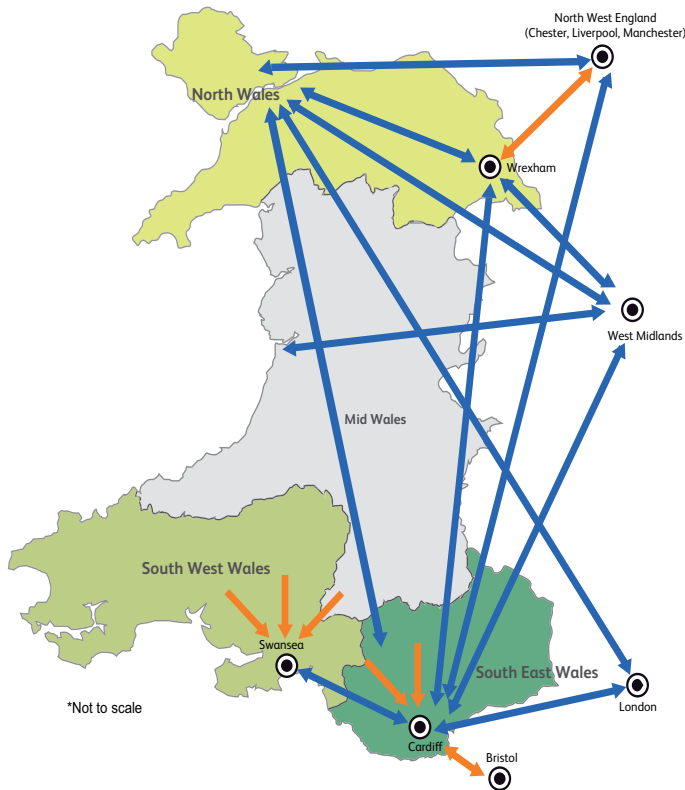 North West England
(Chester, Liverpool, Manchester)
North Wales
Wrexham
West Midlands
Mid Wales
South West Wales
Swansea
South East Wales
*Not to scale
London
Cardiff
Bristol